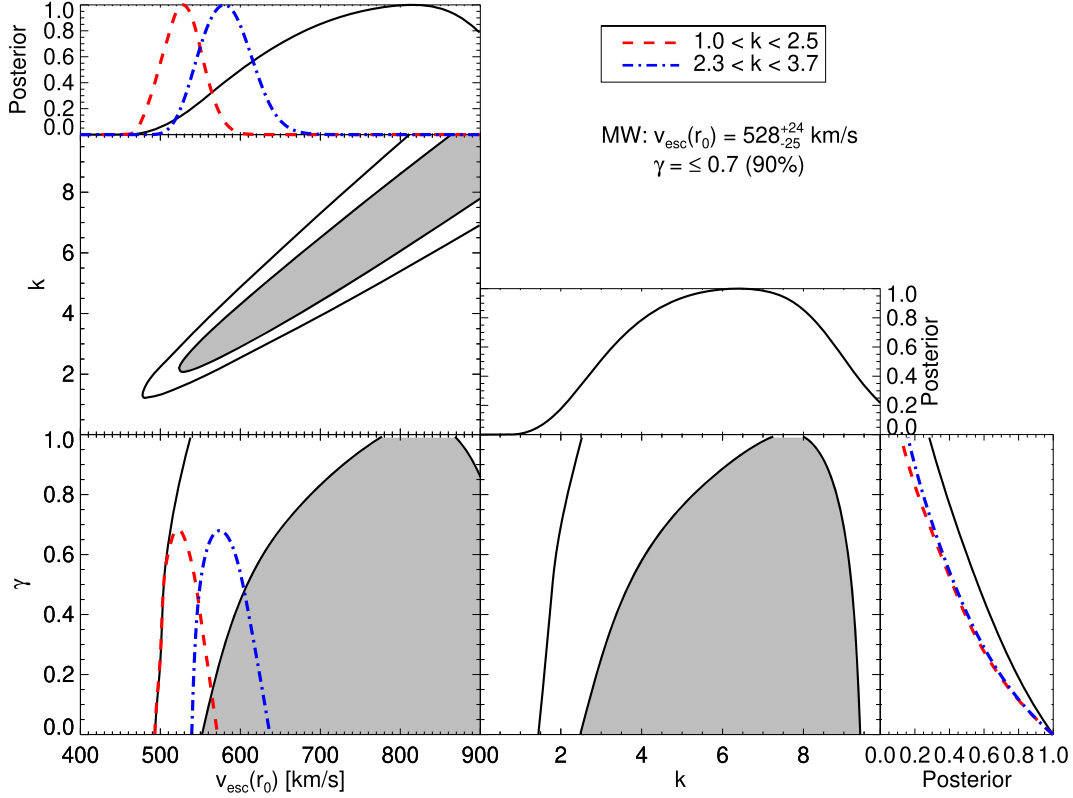 1.0
0.8
0.6
0.4
0.2
0.0
Posterior
1.0 < k < 2.5
2.3 < k < 3.7
MW: v_esc(r_0) = 528^{+24}_{-25} km/s
γ = ≤ 0.7 (90%)
8
6
4
2
k
1.0
0.8
0.6
0.4
0.2
0.0
Posterior
1.0
0.8
0.6
0.4
0.2
0.0
γ
400 500 600 700 800 900
v_esc(r_0) [km/s]
2 4 6 8
k
0.0 0.2 0.4 0.6 0.8 1.0
Posterior